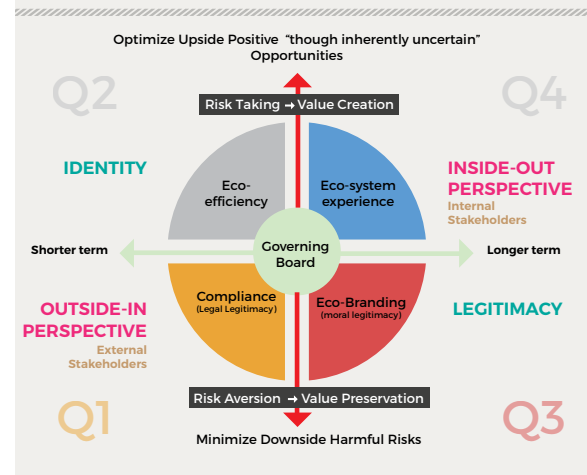 Optimize Upside Positive “though inherently uncertain”
Opportunities
Q2
Q4
Risk Taking → Value Creation
IDENTITY
INSIDE-OUT
PERSPECTIVE
Internal
Stakeholders
Eco-
efficiency
Eco-system
experience
Shorter term
Governing
Board
Longer term
OUTSIDE-IN
PERSPECTIVE
External
Stakeholders
Compliance
(Legal Legitimacy)
Eco-Branding
(moral legitimacy)
LEGITIMACY
Q1
Q3
Risk Aversion → Value Preservation
Minimize Downside Harmful Risks